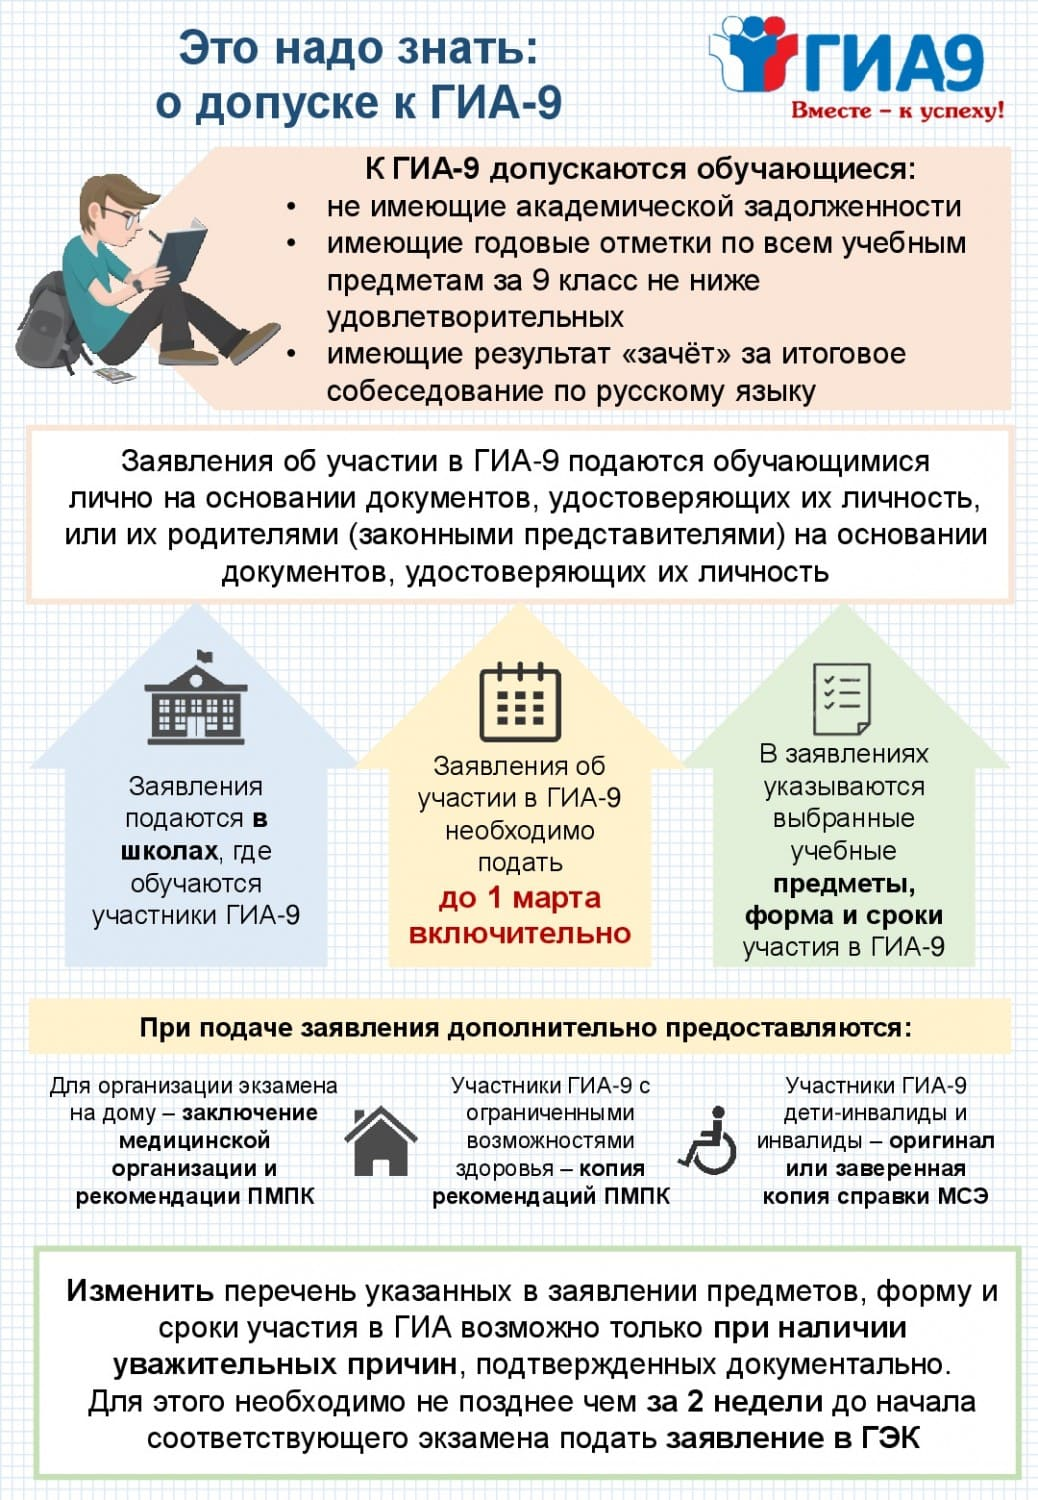 Это надо знать:
о допуске к ГИА-9
ГИА9
Вместе – к успеху!
К ГИА-9 допускаются обучающиеся:
• не имеющие академической задолженности
• имеющие годовые отметки по всем учебным
предметам за 9 класс не ниже
удовлетворительных
• имеющие результат «зачёт» за итоговое
собеседование по русскому языку
Заявления об участии в ГИА-9 подаются обучающимися
лично на основании документов, удостоверяющих их личность,
или их родителями (законными представителями) на основании
документов, удостоверяющих их личность
Заявления
подаются в
школах, где
обучаются
участники ГИА-9
Заявления об
участии в ГИА-9
необходимо
подать
до 1 марта
включительно
В заявлениях
указываются
выбранные
учебные
предметы,
форма и сроки
участия в ГИА-9
При подаче заявления дополнительно предоставляются:
Для организации экзамена
на дому – заключение
медицинской
организации и
рекомендации ПМПК
Участники ГИА-9 с
ограниченными
возможностями
здоровья – копия
рекомендаций ПМПК
Участники ГИА-9
дети-инвалиды и
инвалиды – оригинал
или заверенная
копия справки МСЭ
Изменить перечень указанных в заявлении предметов, форму и
сроки участия в ГИА возможно только при наличии
уважительных причин, подтвержденных документально.
Для этого необходимо не позднее чем за 2 недели до начала
соответствующего экзамена подать заявление в ГЭК